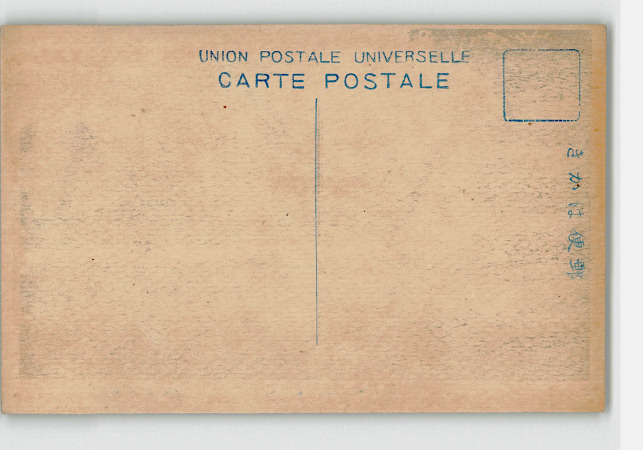 UNION POSTALE UNIVERSELLE
CARTE POSTALE
きかは便郵